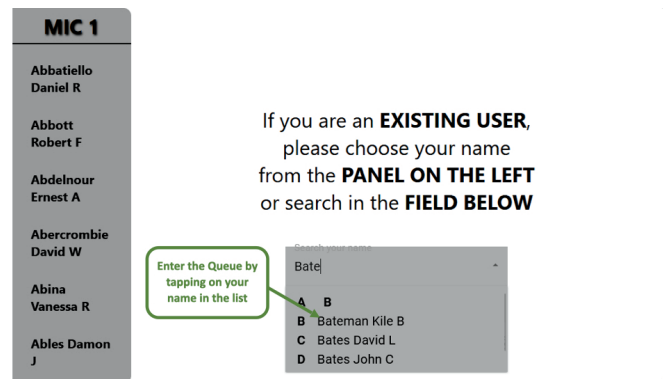 MIC 1
Abbatiello
Daniel R
Abbott
Robert F
Abdelnour
Ernest A
Abercrombie
David W
Abina
Vanessa R
Ables Damon
J
If you are an EXISTING USER,
please choose your name
from the PANEL ON THE LEFT
or search in the FIELD BELOW
Enter the Queue by
tapping on your
name in the list
Search your name
Bate
A B
B Bateman Kile B
C Bates David L
D Bates John C